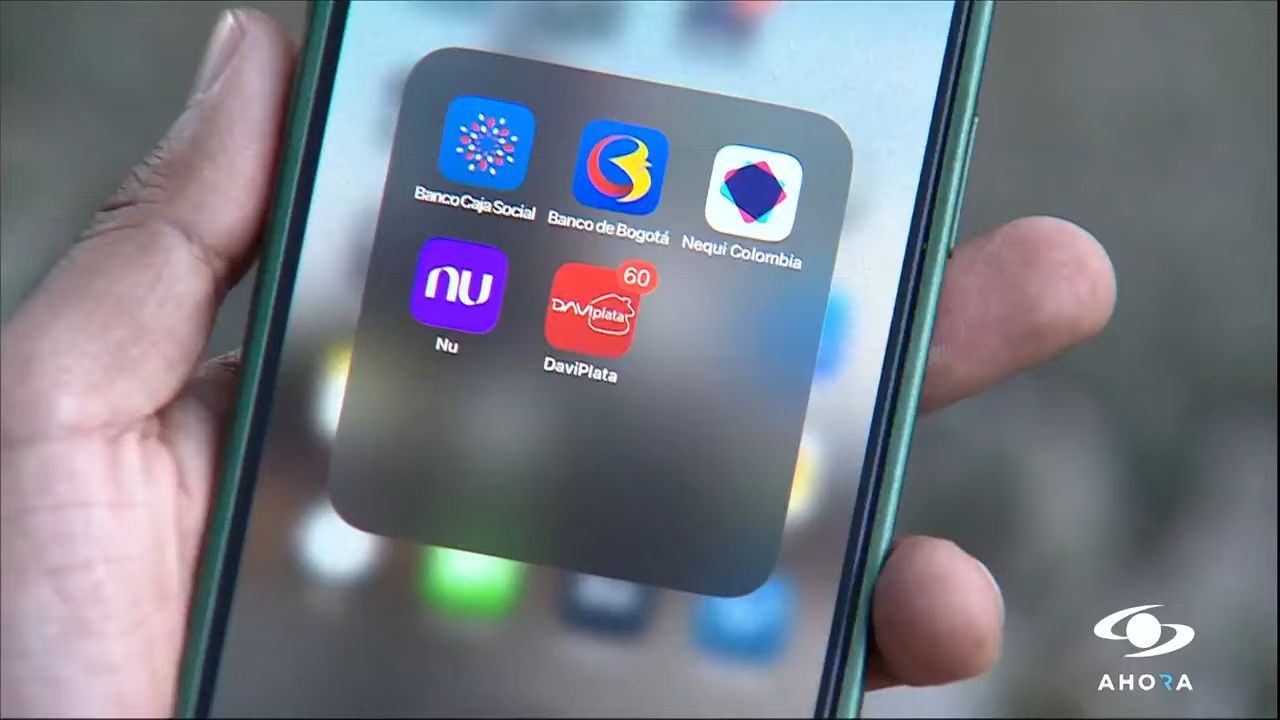 Banco Caja Social
Banco de Bogotá
Nequi Colombia
nu
Nu
60
DAVIplata
DaviPlata
AHORA